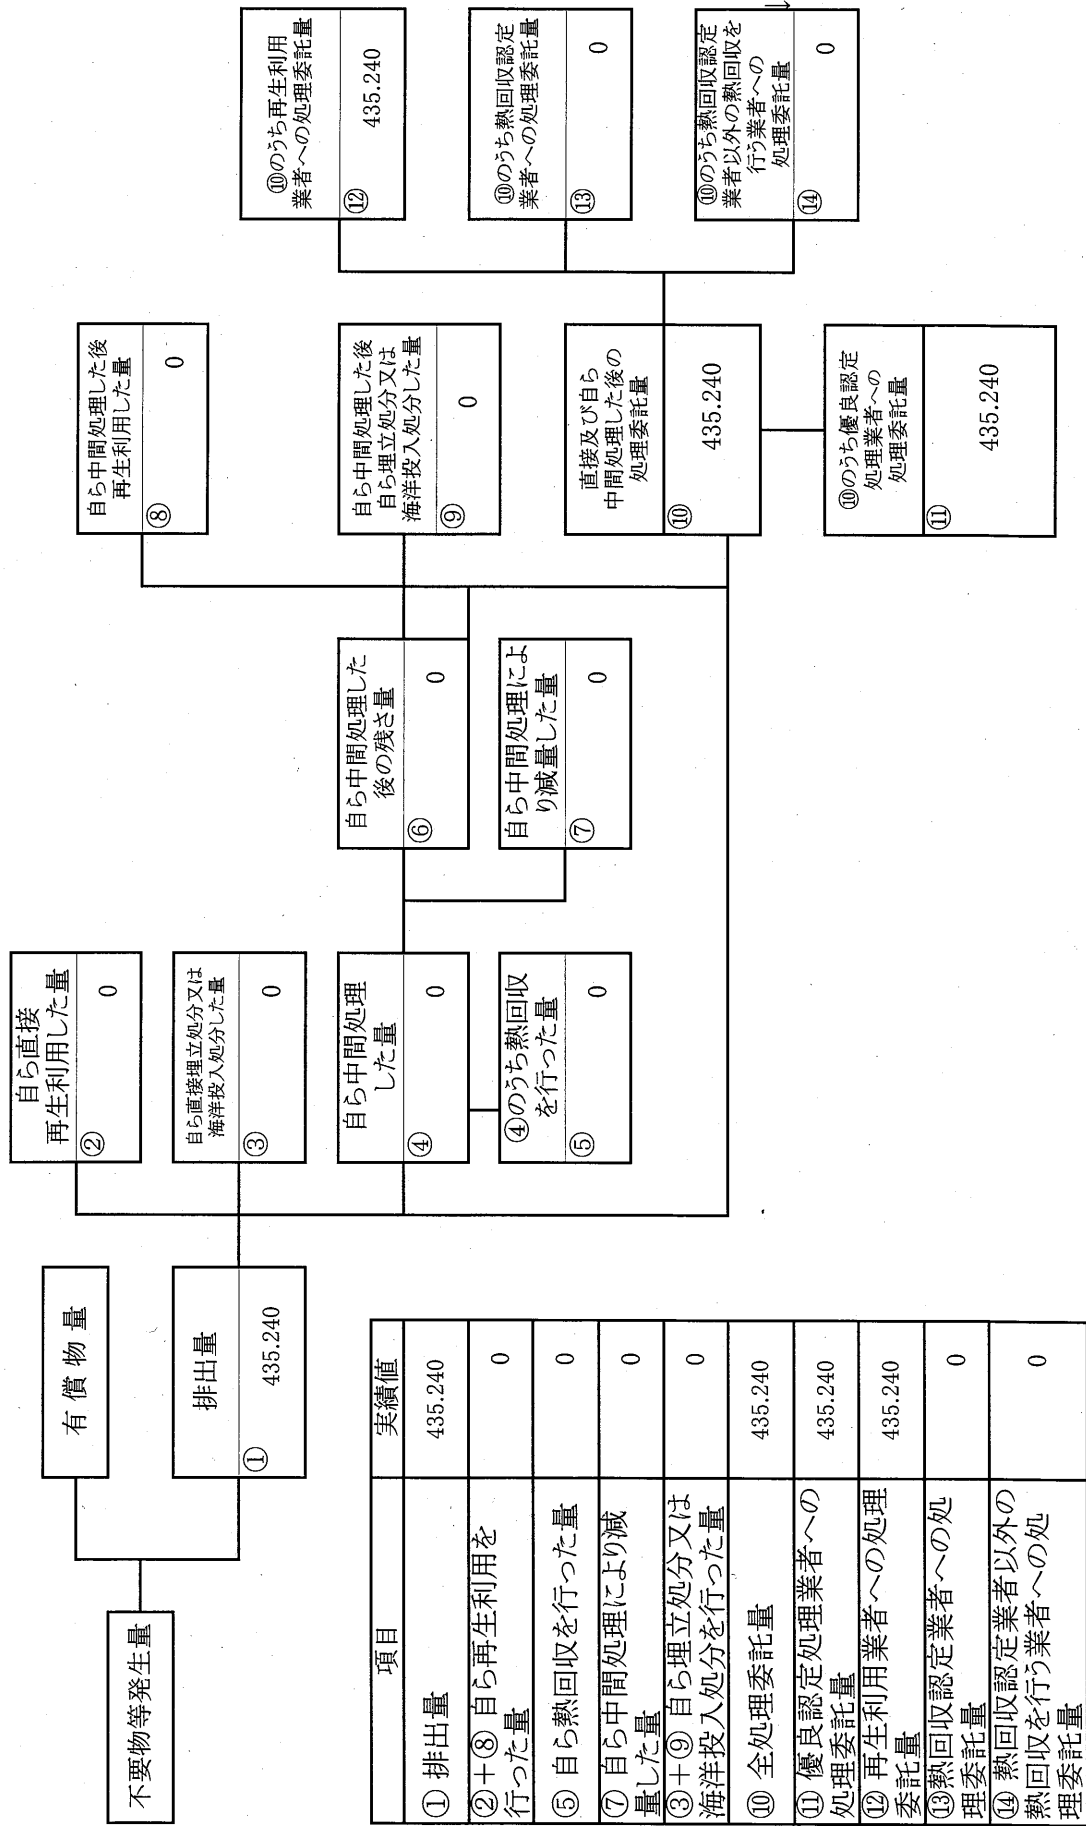 不要物等発生量
有償物量
排出量
① 435.240
自ら直接
再生利用した量
② 0
自ら直接埋立処分又は
海洋投入処分した量
③ 0
自ら中間処理
した量
④ 0
④のうち熱回収
を行った量
⑤ 0
自ら中間処理した
後の残さ量
⑥ 0
自ら中間処理によ
り減量した量
⑦ 0
自ら中間処理した後
再生利用した量
⑧ 0
自ら中間処理した後
自ら埋立処分又は
海洋投入処分した量
⑨ 0
直接及び自ら
中間処理した後の
処理委託量
⑩ 435.240
⑩のうち優良認定
処理業者への
処理委託量
⑪ 435.240
⑩のうち再生利用
業者への処理委託量
⑫ 435.240
⑩のうち熱回収認定
業者への処理委託量
⑬ 0
⑩のうち熱回収認定
業者以外の熱回収を
行う業者への
処理委託量
⑭ 0
項目 実績値
① 排出量 435.240
②+⑧ 自ら再生利用を
行った量 0
⑤ 自ら熱回収を行った量 0
⑦ 自ら中間処理により減
量した量 0
③+⑨ 自ら埋立処分又は
海洋投入処分を行った量 0
⑩ 全処理委託量 435.240
⑪ 優良認定処理業者への
処理委託量 435.240
⑫ 再生利用業者への処理
委託量 435.240
⑬熱回収認定業者への処
理委託量 0
⑭ 熱回収認定業者以外の
熱回収を行う業者への処
理委託量 0